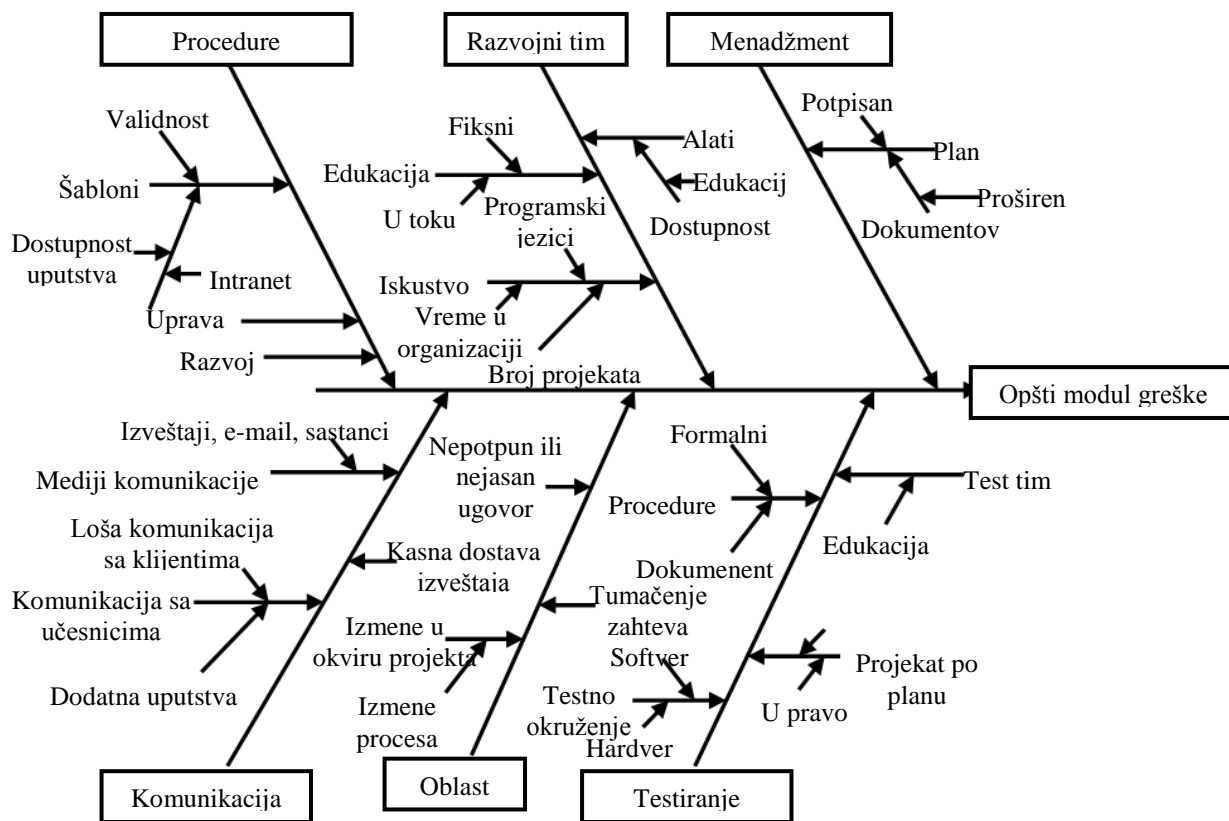 Procedure
Razvojni tim
Menadžment
Validnost
Šabloni
Dostupnost
uputstva
Intranet
Uprava
Razvoj
Fiksni
Edukacija
U toku
Programski
jezici
Iskustvo
Vreme u
organizaciji
Broj projekata
Alati
Edukacij
Dostupnost
Potpisan
Plan
Proširen
Dokumentov
Opšti modul greške
Izveštaji, e-mail, sastanci
Mediji komunikacije
Loša komunikacija
sa klijentima
Komunikacija sa
učesnicima
Dodatna uputstva
Kasna dostava
izveštaja
Nepotpun ili
nejasan
ugovor
Tumačenje
zahteva
Izmene u
okviru projekta
Izmene
procesa
Formalni
Procedure
Dokumenent
Test tim
Edukacija
Softver
Testno
okruženje
Hardver
Projekat po
planu
U pravo
Komunikacija
Oblast
Testiranje